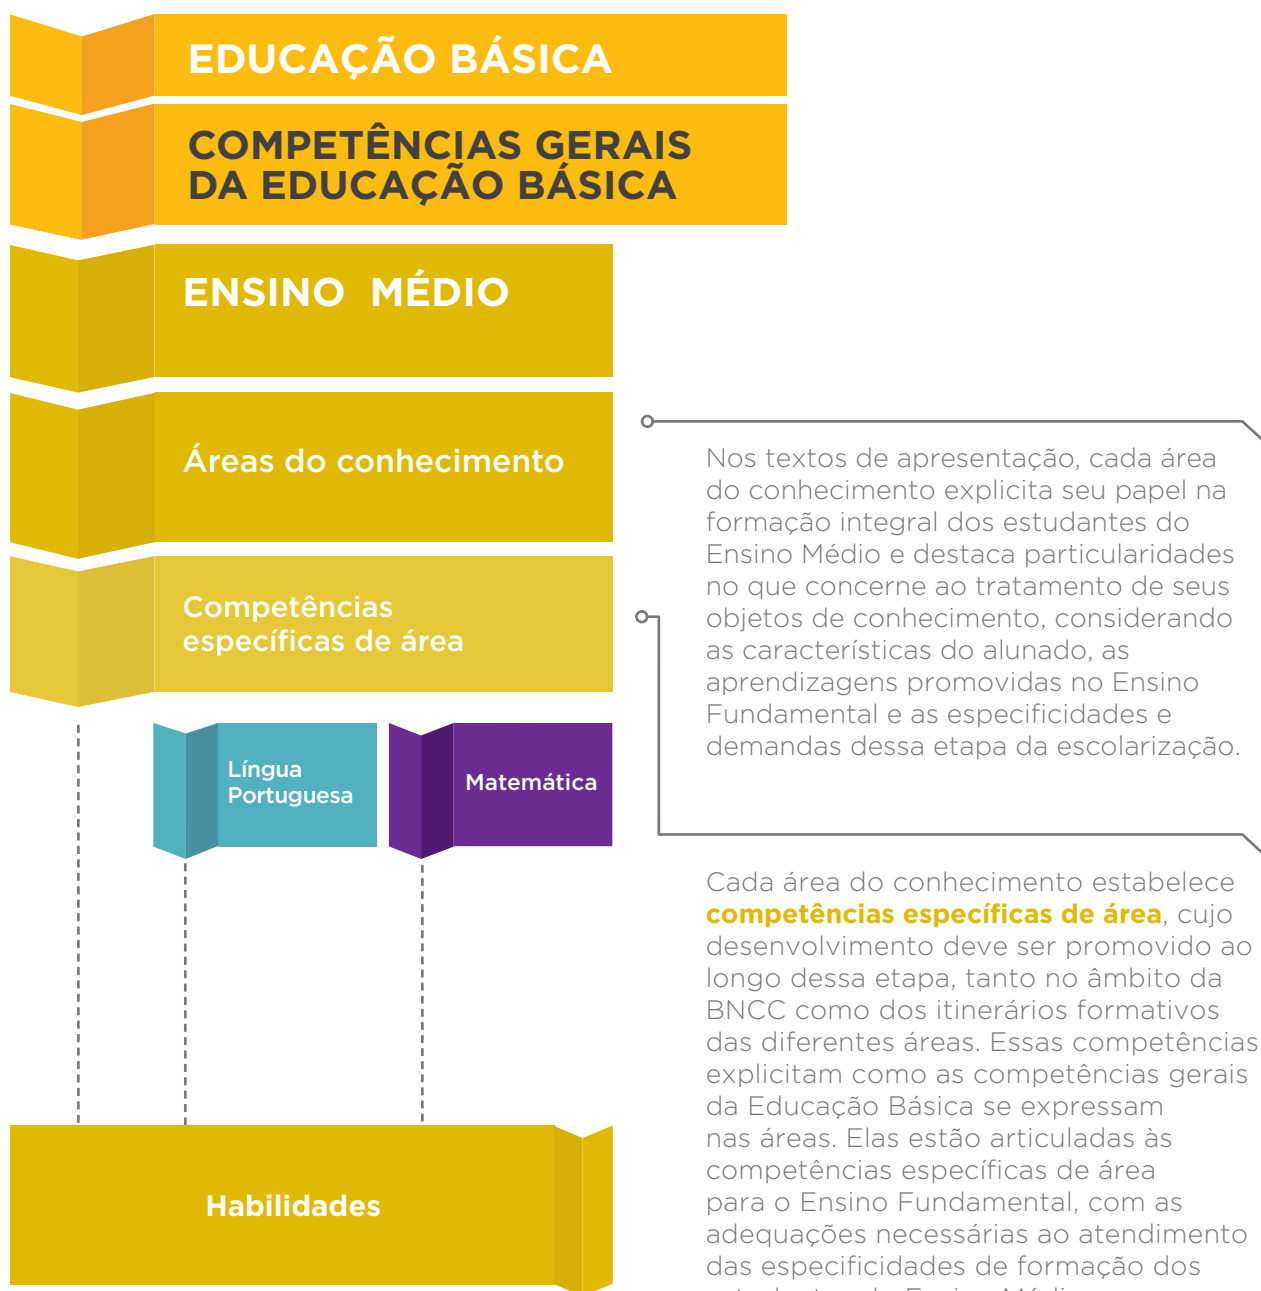 EDUCAÇÃO BÁSICA
COMPETÊNCIAS GERAIS
DA EDUCAÇÃO BÁSICA
ENSINO MÉDIO
Áreas do conhecimento
Competências
específicas de área
Língua
Portuguesa
Matemática
Habilidades
Nos textos de apresentação, cada área
do conhecimento explicita seu papel na
formação integral dos estudantes do
Ensino Médio e destaca particularidades
no que concerne ao tratamento de seus
objetos de conhecimento, considerando
as características do alunado, as
aprendizagens promovidas no Ensino
Fundamental e as especificidades e
demandas dessa etapa da escolarização.
Cada área do conhecimento estabelece
competências específicas de área, cujo
desenvolvimento deve ser promovido ao
longo dessa etapa, tanto no âmbito da
BNCC como dos itinerários formativos
das diferentes áreas. Essas competências
explicitam como as competências gerais
da Educação Básica se expressam
nas áreas. Elas estão articuladas às
competências específicas de área
para o Ensino Fundamental, com as
adequações necessárias ao atendimento
das especificidades de formação dos